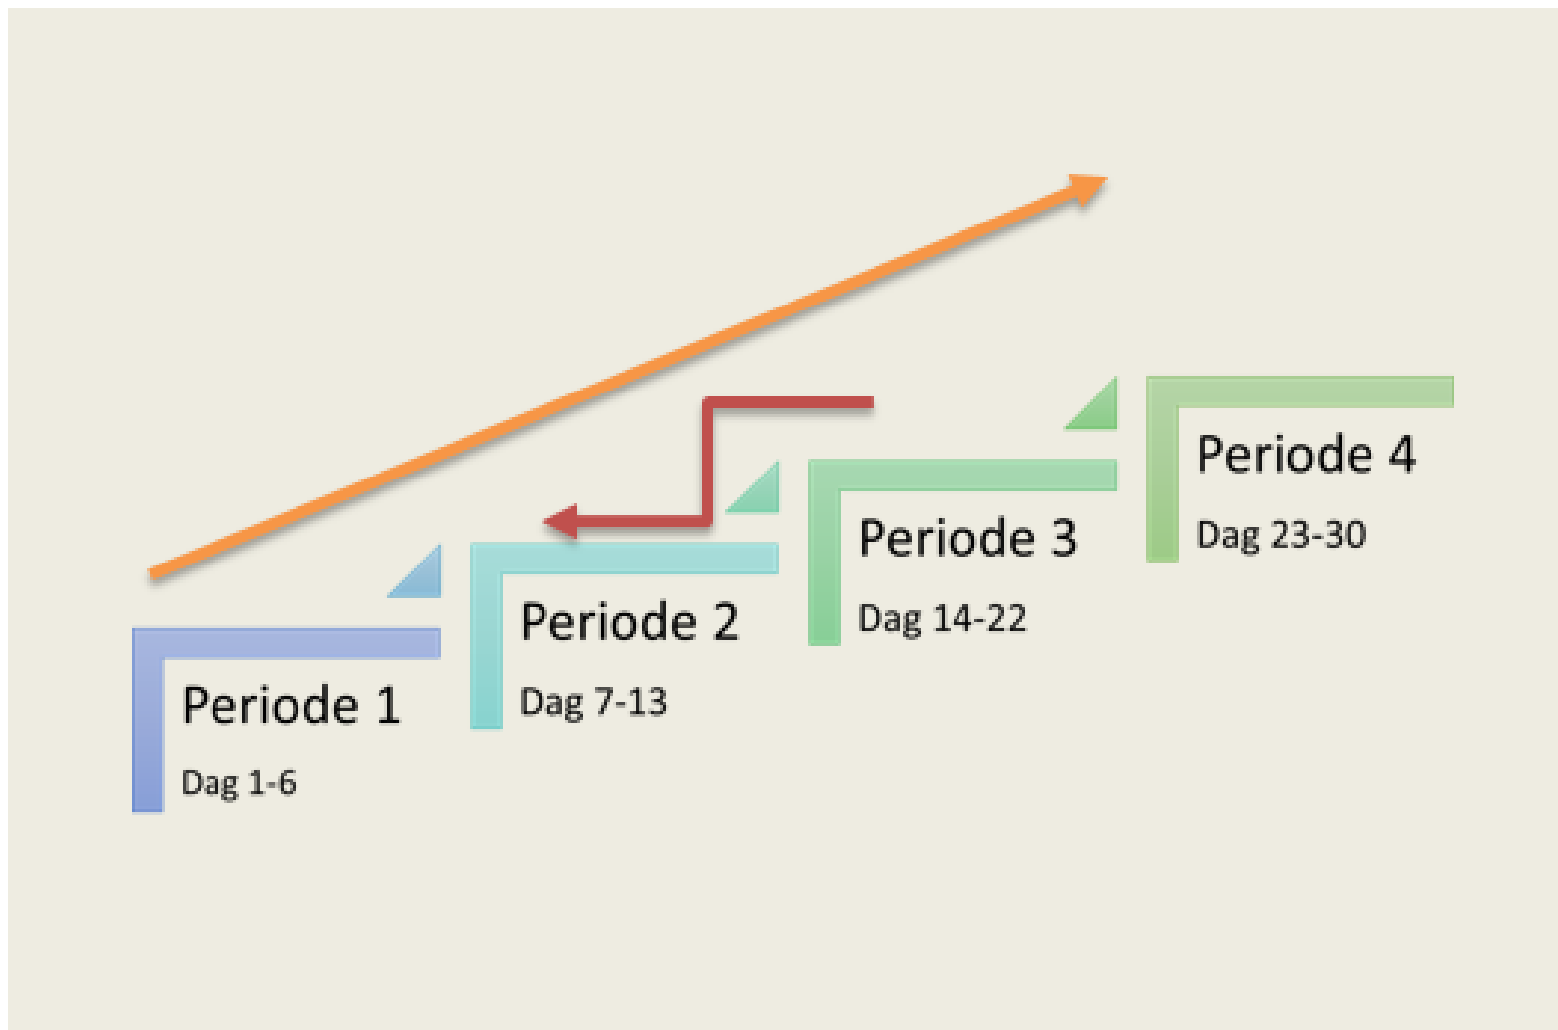 Periode 1
Dag 1-6
Periode 2
Dag 7-13
Periode 3
Dag 14-22
Periode 4
Dag 23-30